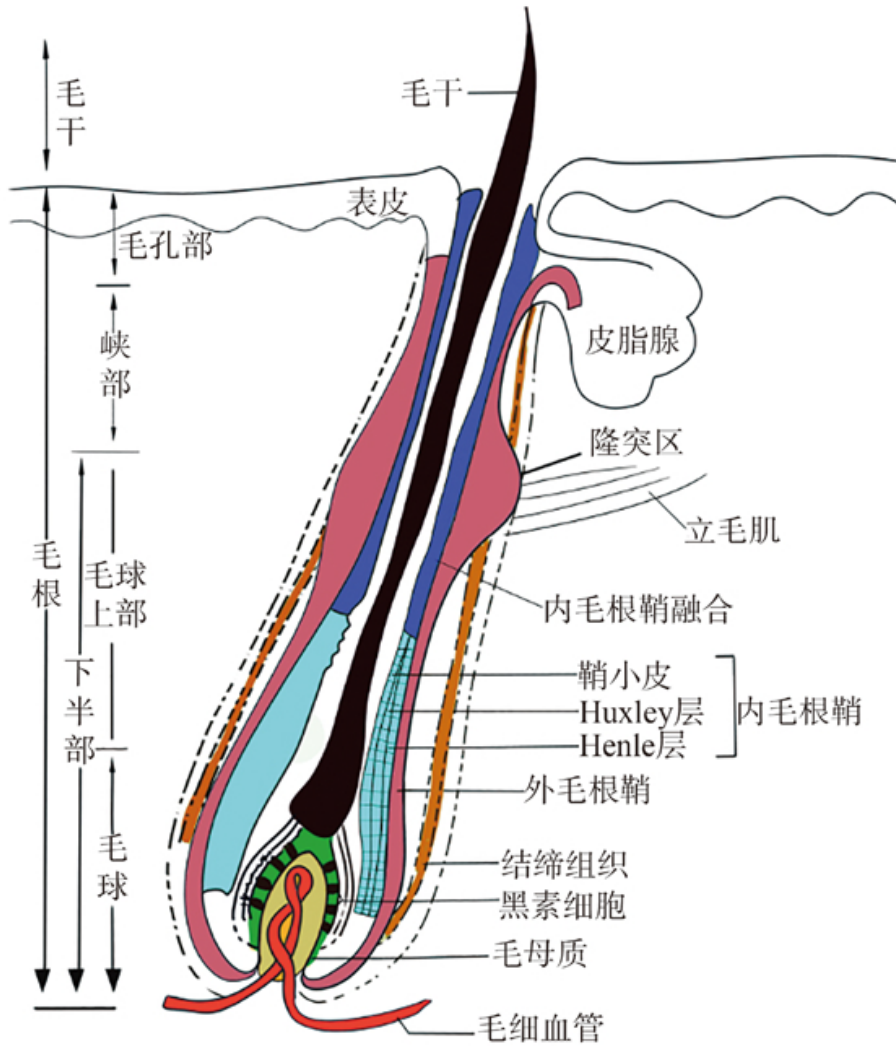 毛干
毛干
表皮
毛孔部
峡部
皮脂腺
隆突区
立毛肌
毛根
毛球
上部
下半部
内毛根鞘融合
鞘小皮
Huxley层
内毛根鞘
Henle层
外毛根鞘
毛球
结缔组织
黑素细胞
毛母质
毛细血管